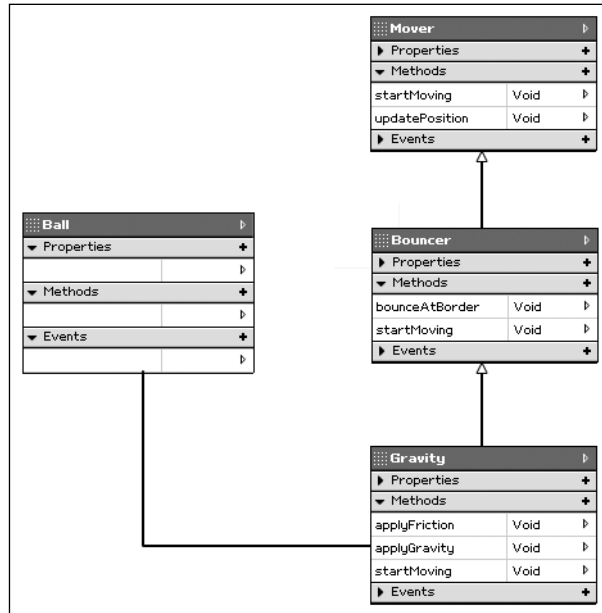 Mover
Properties
Methods
startMoving Void
updatePosition Void
Events
Ball
Properties
Methods
Events
Bouncer
Properties
Methods
bounceAtBorder Void
startMoving Void
Events
Gravity
Properties
Methods
applyFriction Void
applyGravity Void
startMoving Void
Events